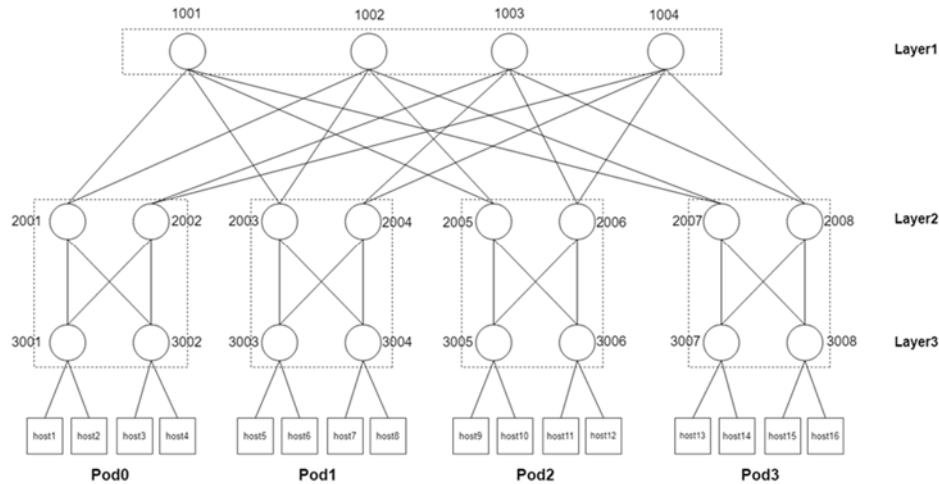 1001 1002 1003 1004
Layer1
2001 2002 2003 2004 2005 2006 2007 2008 Layer2
3001 3002 3003 3004 3005 3006 3007 3008 Layer3
host1 host2 host3 host4 host5 host6 host7 host8 host9 host10 host11 host12 host13 host14 host15 host16
Pod0 Pod1 Pod2 Pod3